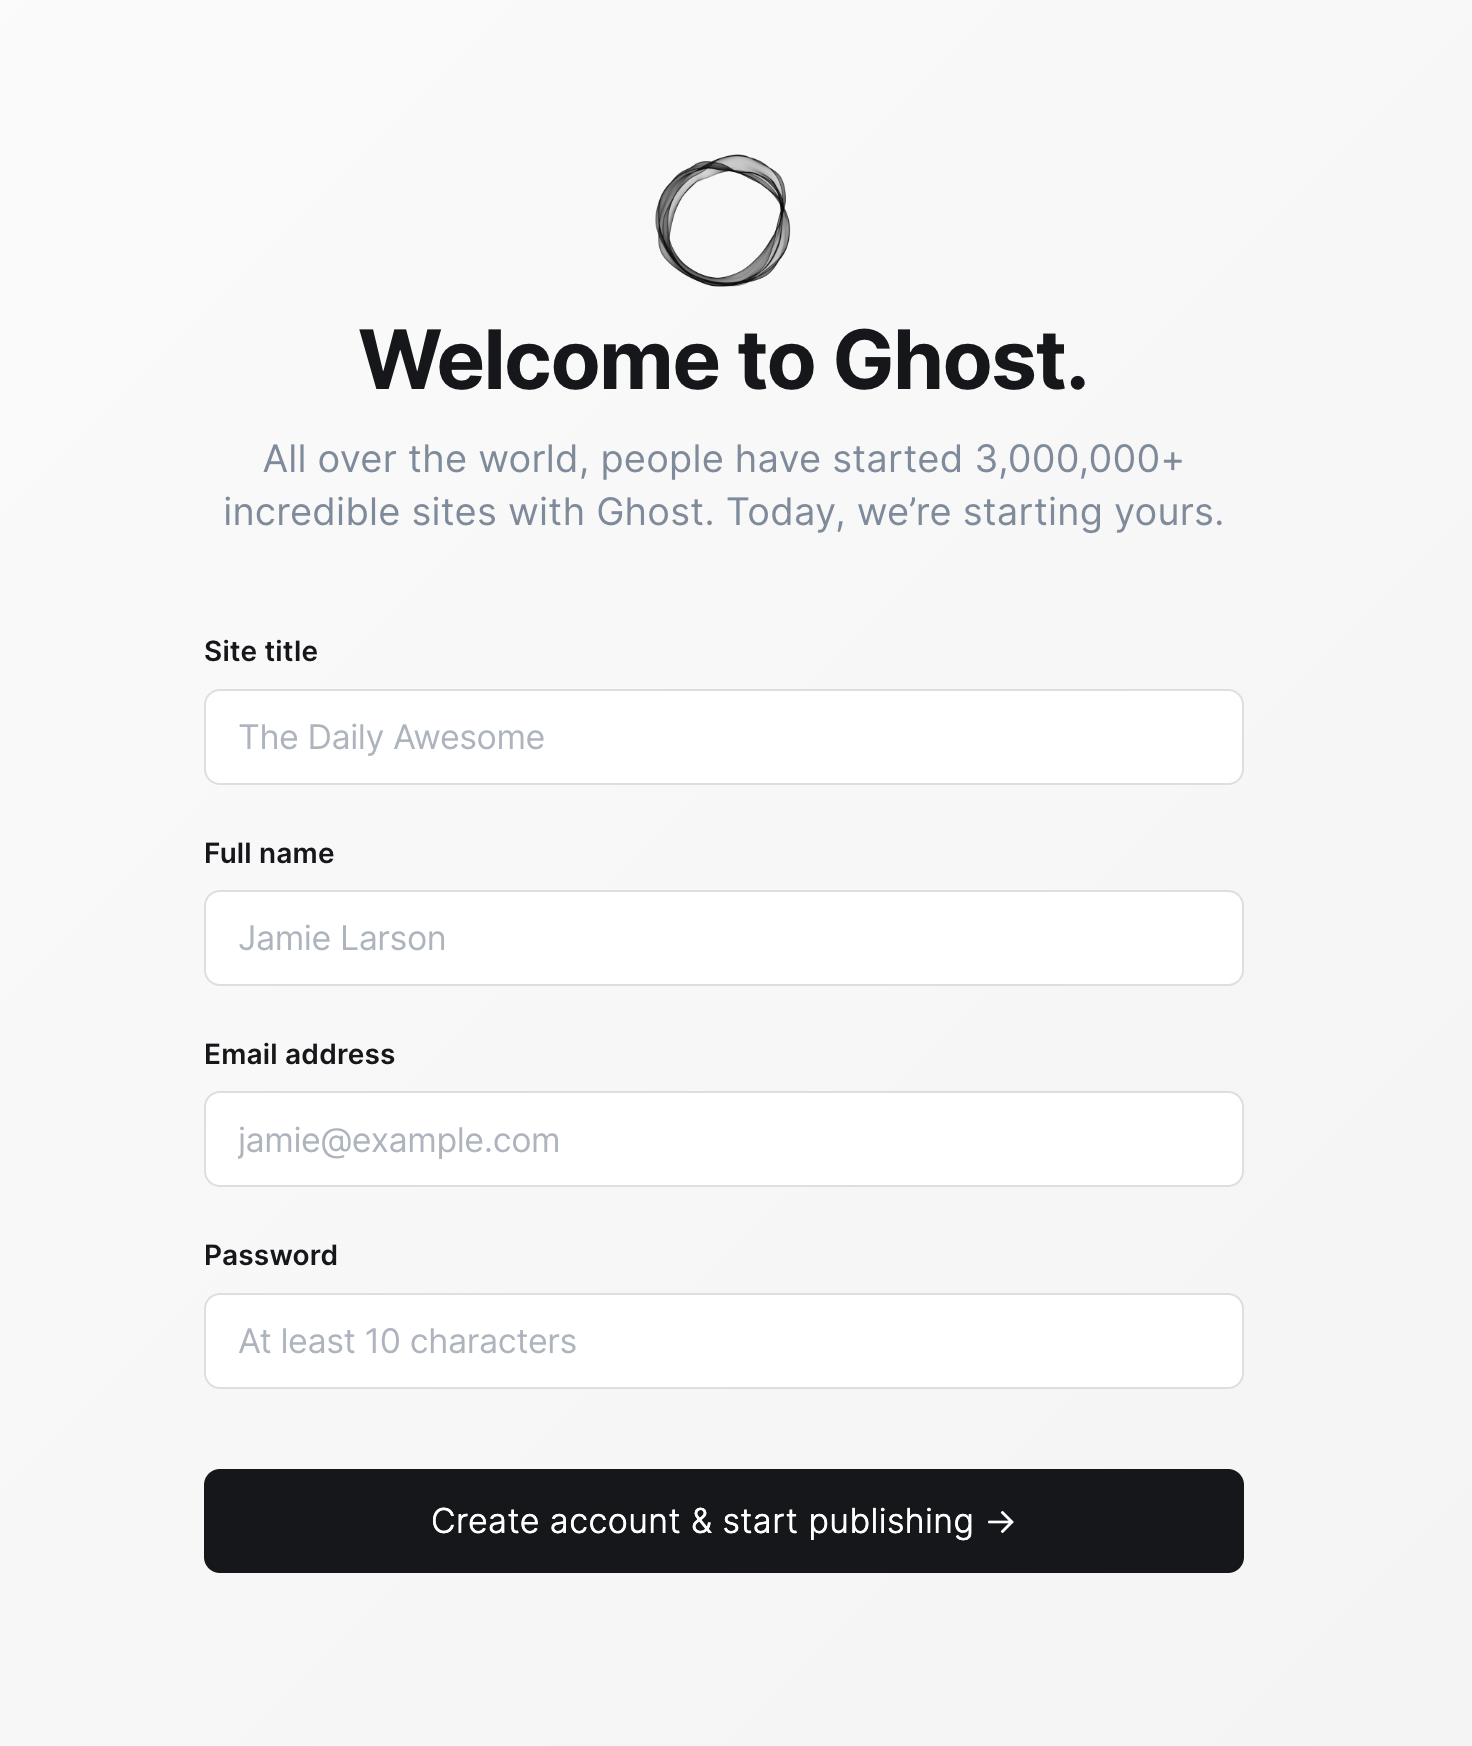 Welcome to Ghost.
All over the world, people have started 3,000,000+
incredible sites with Ghost. Today, we’re starting yours.
Site title
The Daily Awesome
Full name
Jamie Larson
Email address
jamie@example.com
Password
At least 10 characters
Create account & start publishing →